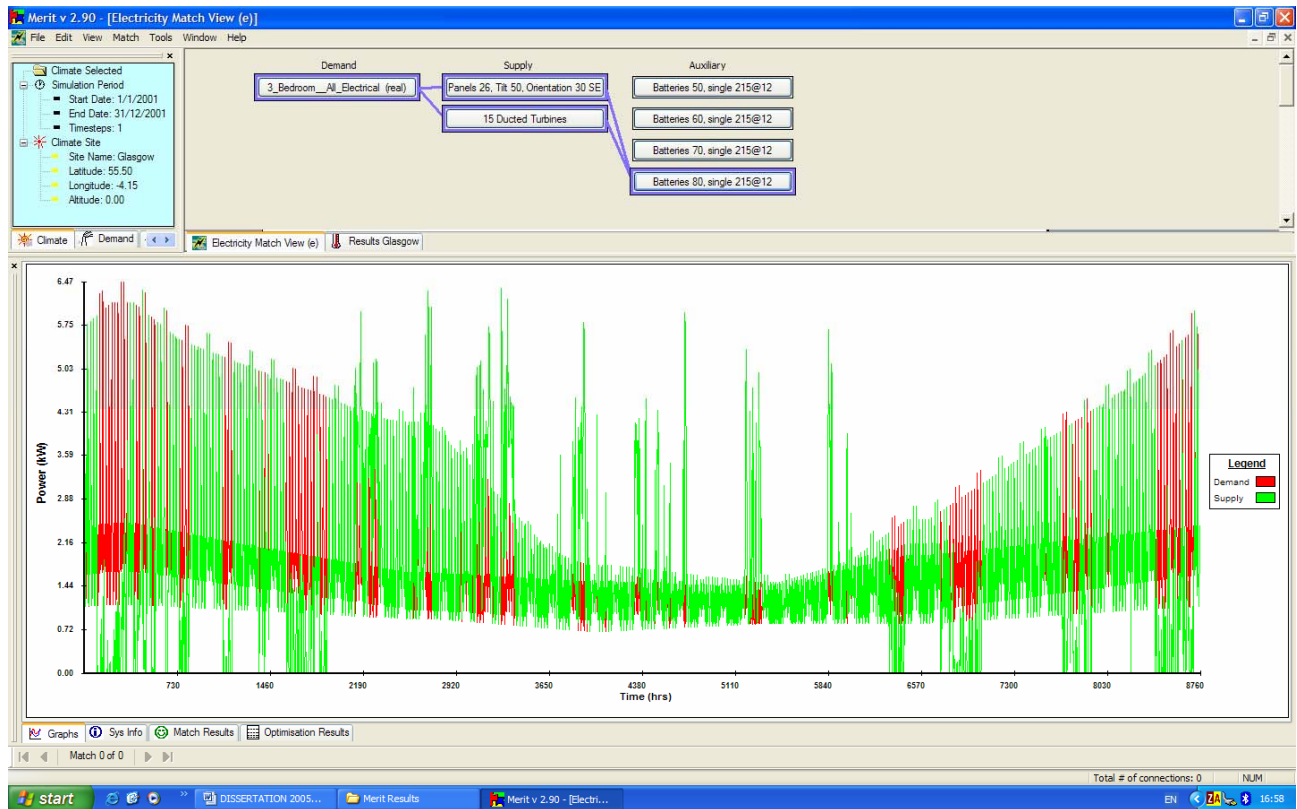 Merit v 2.90 - [Electricity Match View (e)]
File Edit View Match Tools Window Help
Climate Selected
Simulation Period
Start Date: 1/1/2001
End Date: 31/12/2001
Timesteps: 1
Climate Site
Site Name: Glasgow
Latitude: 55.50
Longitude: -4.15
Altitude: 0.00
Climate Demand
Demand Supply Auxiliary
3_Bedroom__All_Electrical (real) Panels 26, Tilt 50, Orientation 30 SE Batteries 50, single 215@12
15 Ducted Turbines Batteries 60, single 215@12
Batteries 70, single 215@12
Batteries 80, single 215@12
Electricity Match View (e) Results Glasgow
6.47
5.75
5.03
4.31
3.59
2.88
2.16
1.44
0.72
0.00
Power (kW)
730 1460 2190 2920 3650 4380 5110 5840 6570 7300 8030 8760
Time (hrs)
Legend
Demand
Supply
Graphs Sys Info Match Results Optimisation Results
Match 0 of 0
Total # of connections: 0 NUM
start DISSERTATION 2005... Merit Results Merit v 2.90 - [Electri... EN ZA 16:58